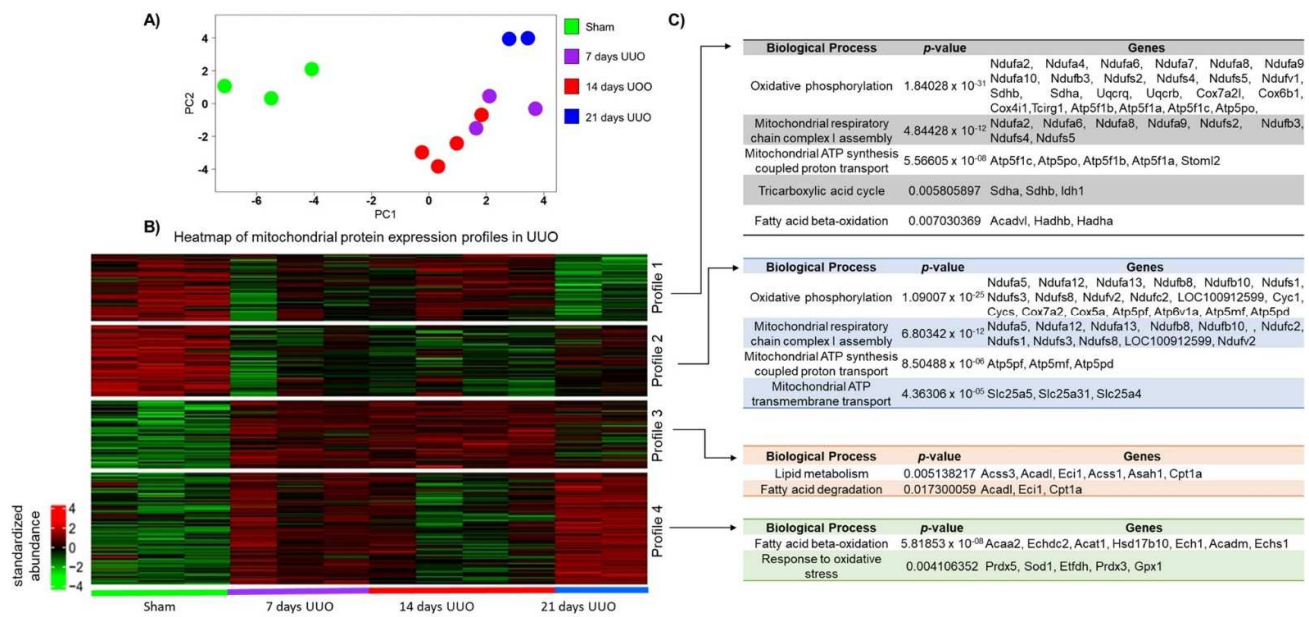 A)
Sham
7 days UUO
14 days UOO
21 days UUO
PC2
4
2
0
-2
-4
-6
-4
-2
0
2
4
PC1
B)
Heatmap of mitochondrial protein expression profiles in UUO
Profile 1
Profile 2
Profile 3
Profile 4
standardized
abundance
4
2
0
-2
-4
Sham
7 days UUO
14 days UUO
21 days UUO
C)
Biological Process p-value Genes
Oxidative phosphorylation 1.84028 x 10-31 Ndufa2, Ndufa4, Ndufa6, Ndufa7, Ndufa8, Ndufa9
Ndufa10, Ndufb3, Ndufs2, Ndufs4, Ndufs5, Ndufv1,
Sdhb, Sdha, Uqcrq, Uqcrb, Cox7a2l, Cox6b1,
Cox4i1,Tcirg1, Atp5f1b, Atp5f1a, Atp5f1c, Atp5po,
Mitochondrial respiratory
chain complex I assembly 4.84428 x 10-12 Ndufa2, Ndufa6, Ndufa8, Ndufa9, Ndufs2, Ndufb3,
Ndufs4, Ndufs5
Mitochondrial ATP synthesis
coupled proton transport 5.56605 x 10-08 Atp5f1c, Atp5po, Atp5f1b, Atp5f1a, Stoml2
Tricarboxylic acid cycle 0.005805897 Sdha, Sdhb, Idh1
Fatty acid beta-oxidation 0.007030369 Acadvl, Hadhb, Hadha
Biological Process p-value Genes
Oxidative phosphorylation 1.09007 x 10-25 Ndufa5, Ndufa12, Ndufa13, Ndufb8, Ndufb10, Ndufs1,
Ndufs3, Ndufs8, Ndufv2, Ndufc2, LOC100912599, Cyc1,
Cycs, Cox7a2, Cox5a, Atp5pf, Atp6v1a, Atp5mf, Atp5pd
Mitochondrial respiratory
chain complex I assembly 6.80342 x 10-12 Ndufa5, Ndufa12, Ndufa13, Ndufb8, Ndufb10, , Ndufc2,
Ndufs1, Ndufs3, Ndufs8, LOC100912599, Ndufv2
Mitochondrial ATP synthesis
coupled proton transport 8.50488 x 10-06 Atp5pf, Atp5mf, Atp5pd
Mitochondrial ATP
transmembrane transport 4.36306 x 10-05 Slc25a5, Slc25a31, Slc25a4
Biological Process p-value Genes
Lipid metabolism 0.005138217 Acss3, Acadl, Eci1, Acss1, Asah1, Cpt1a
Fatty acid degradation 0.017300059 Acadl, Eci1, Cpt1a
Biological Process p-value Genes
Fatty acid beta-oxidation 5.81853 x 10-08 Acaa2, Echdc2, Acat1, Hsd17b10, Ech1, Acadm, Echs1
Response to oxidative
stress 0.004106352 Prdx5, Sod1, Etfdh, Prdx3, Gpx1